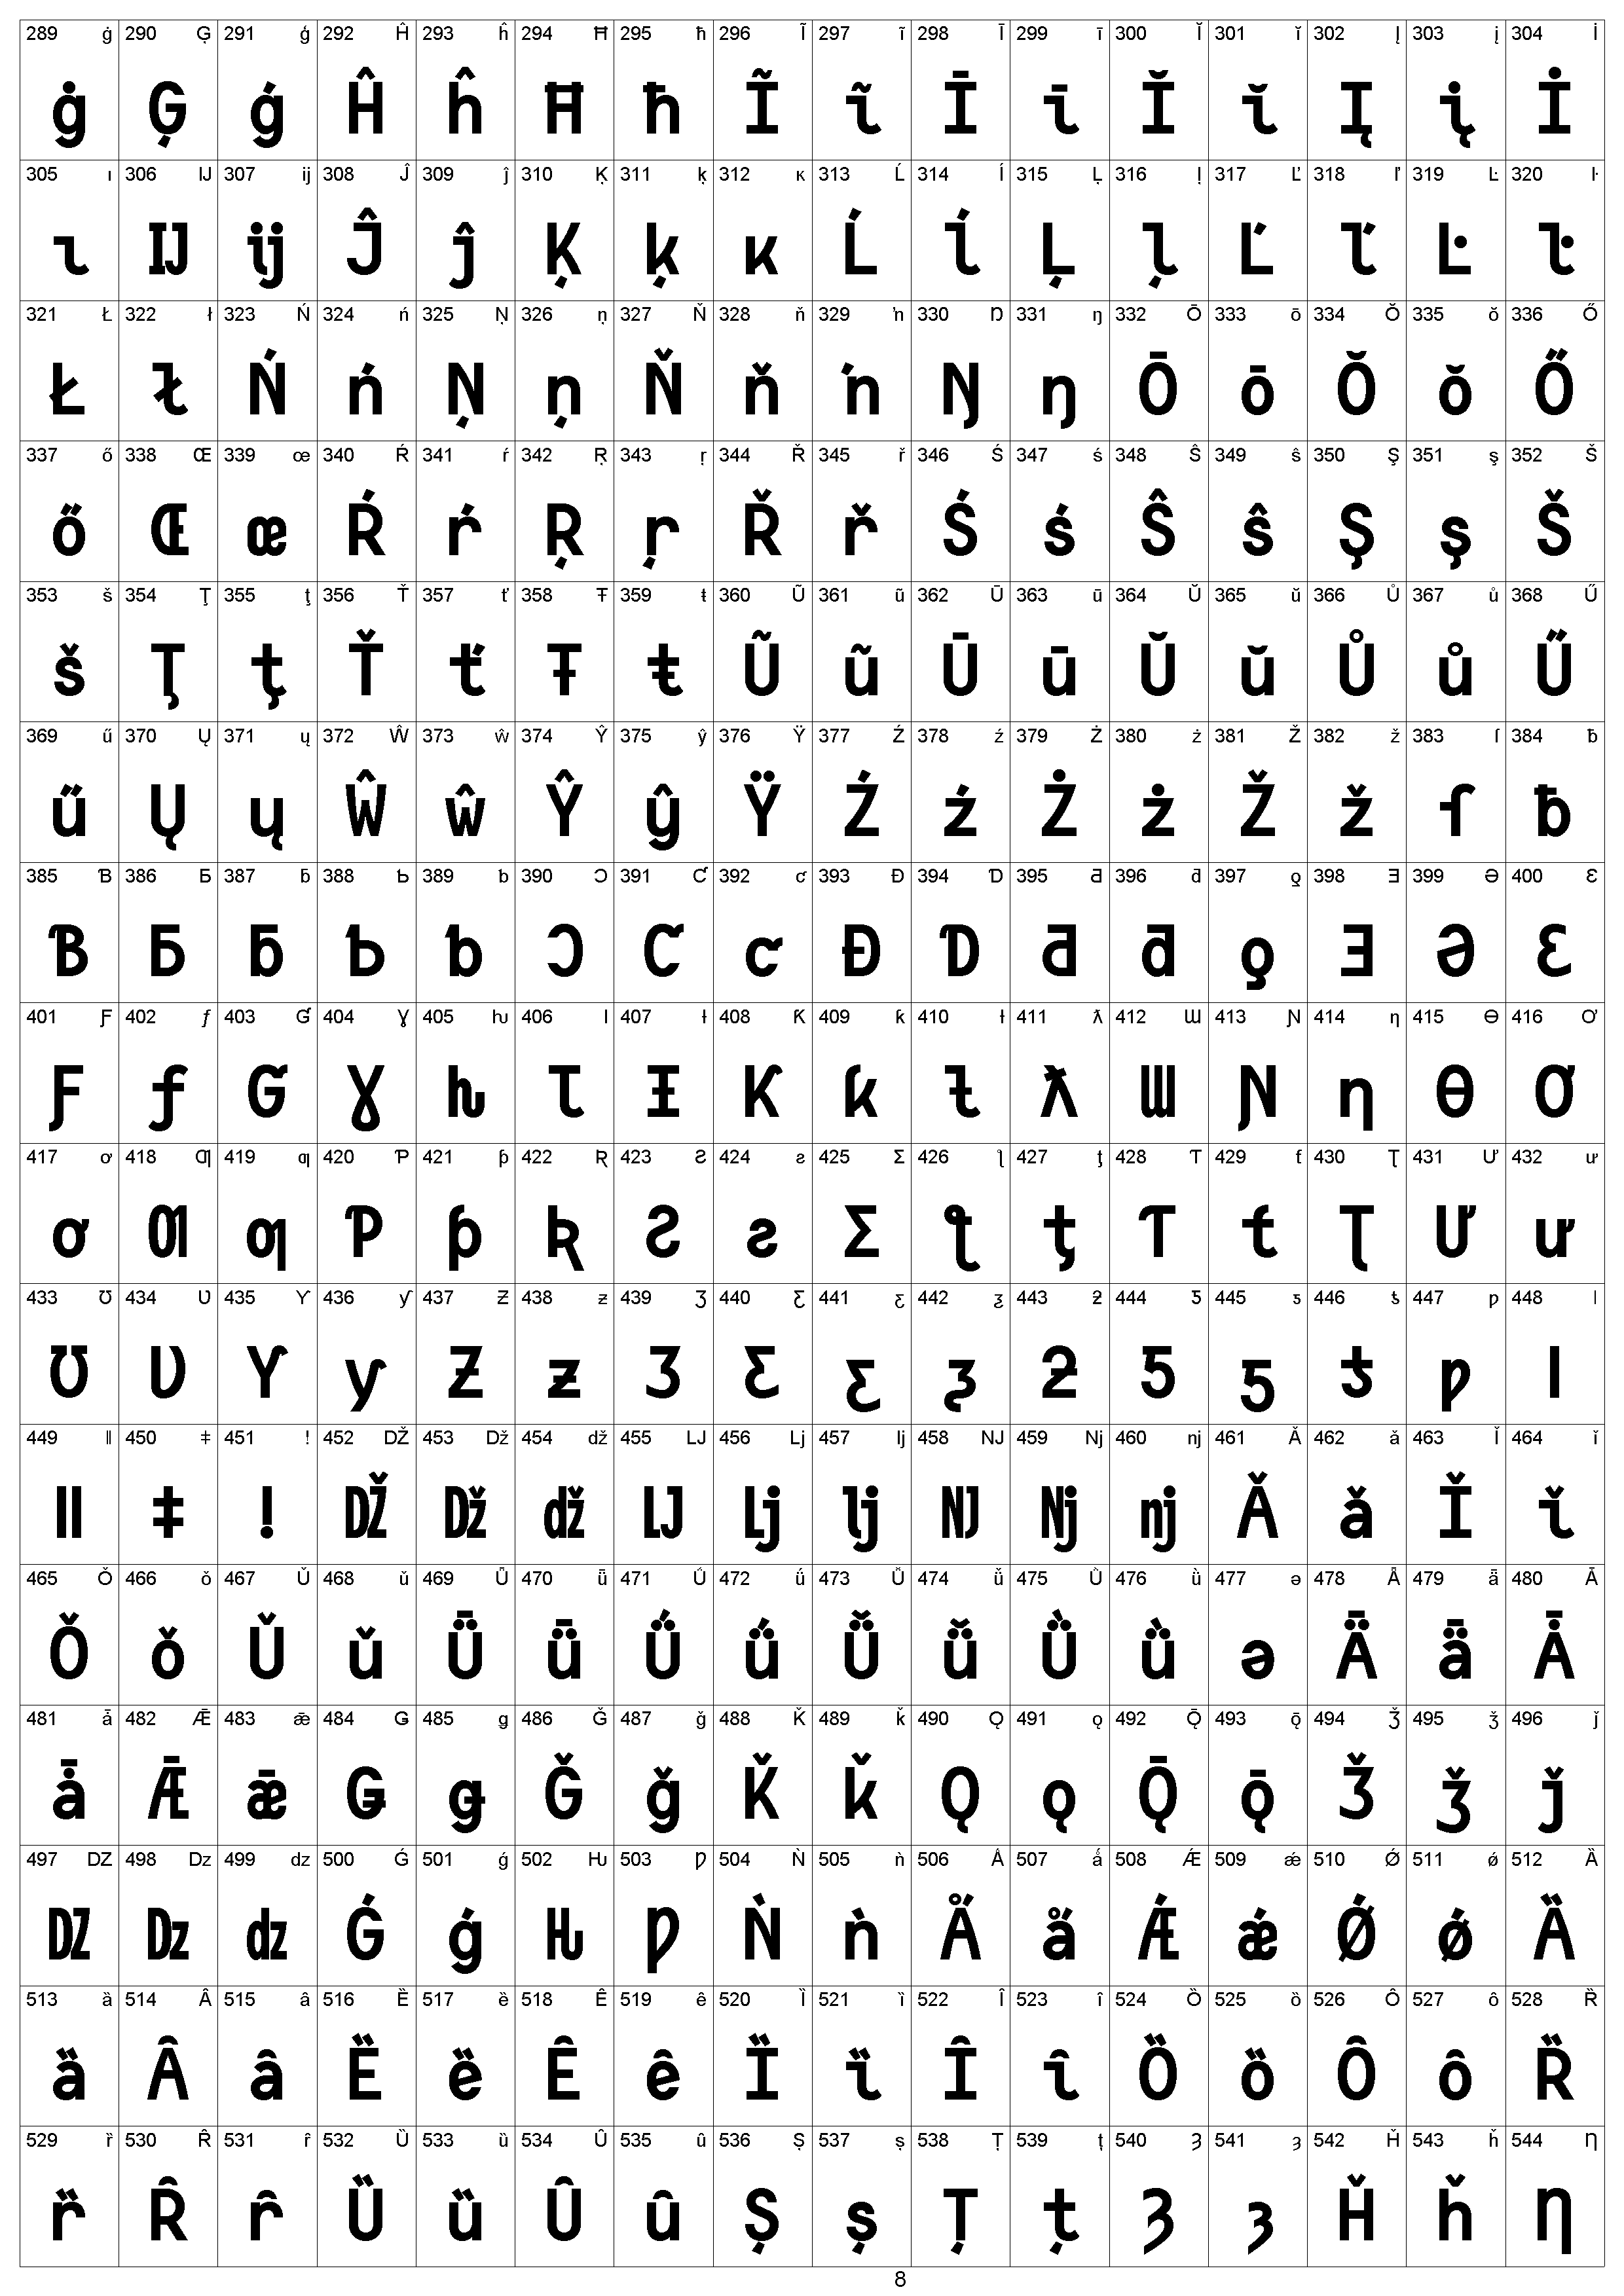 289 ġ 290 Ģ 291 ģ 292 Ĥ 293 ĥ 294 Ħ 295 ħ 296 Ĩ 297 ĩ 298 Ī 299 ī 300 Ĭ 301 ĭ 302 Į 303 į 304 İ
ġ Ģ ģ Ĥ ĥ Ħ ħ Ĩ ĩ Ī ī Ĭ ĭ Į į İ
305 ı 306 Ĳ 307 ĳ 308 Ĵ 309 ĵ 310 Ķ 311 ķ 312 ĸ 313 Ĺ 314 ĺ 315 Ļ 316 ļ 317 Ľ 318 ľ 319 Ŀ 320 ŀ
ı Ĳ ĳ Ĵ ĵ Ķ ķ ĸ Ĺ ĺ Ļ ļ Ľ ľ Ŀ ŀ
321 Ł 322 ł 323 Ń 324 ń 325 Ņ 326 ņ 327 Ň 328 ň 329 ŉ 330 Ŋ 331 ŋ 332 Ō 333 ō 334 Ŏ 335 ŏ 336 Ő
Ł ł Ń ń Ņ ņ Ň ň ŉ Ŋ ŋ Ō ō Ŏ ŏ Ő
337 ő 338 Œ 339 œ 340 Ŕ 341 ŕ 342 Ŗ 343 ŗ 344 Ř 345 ř 346 Ś 347 ś 348 Ŝ 349 ŝ 350 Ş 351 ş 352 Š
ő Œ œ Ŕ ŕ Ŗ ŗ Ř ř Ś ś Ŝ ŝ Ş ş Š
353 š 354 Ţ 355 ţ 356 Ť 357 ť 358 Ŧ 359 ŧ 360 Ũ 361 ũ 362 Ū 363 ū 364 Ŭ 365 ŭ 366 Ů 367 ů 368 Ű
š Ţ ţ Ť ť Ŧ ŧ Ũ ũ Ū ū Ŭ ŭ Ů ů Ű
369 ű 370 Ų 371 ų 372 Ŵ 373 ŵ 374 Ŷ 375 ŷ 376 Ÿ 377 Ź 378 ź 379 Ż 380 ż 381 Ž 382 ž 383 ſ 384 ƀ
ű Ų ų Ŵ ŵ Ŷ ŷ Ÿ Ź ź Ż ż Ž ž ſ ƀ
385 Ɓ 386 Ƃ 387 ƃ 388 Ƅ 389 ƅ 390 Ɔ 391 Ƈ 392 ƈ 393 Ɖ 394 Ɗ 395 Ƌ 396 ƌ 397 ƍ 398 Ǝ 399 Ə 400 Ɛ
Ɓ Ƃ ƃ Ƅ ƅ Ɔ Ƈ ƈ Ɖ Ɗ Ƌ ƌ ƍ Ǝ Ə Ɛ
401 Ƒ 402 ƒ 403 Ɠ 404 Ɣ 405 ƕ 406 Ɩ 407 Ɨ 408 Ƙ 409 ƙ 410 ƚ 411 ƛ 412 Ɯ 413 Ɲ 414 ƞ 415 Ɵ 416 Ơ
Ƒ ƒ Ɠ Ɣ ƕ Ɩ Ɨ Ƙ ƙ ƚ ƛ Ɯ Ɲ ƞ Ɵ Ơ
417 ơ 418 Ƣ 419 ƣ 420 Ƥ 421 ƥ 422 Ʀ 423 Ƨ 424 ƨ 425 Ʃ 426 ƪ 427 ƫ 428 Ƭ 429 ƭ 430 Ʈ 431 Ư 432 ư
ơ Ƣ ƣ Ƥ ƥ Ʀ Ƨ ƨ Ʃ ƪ ƫ Ƭ ƭ Ʈ Ư ư
433 Ʊ 434 Ʋ 435 Ƴ 436 ƴ 437 Ƶ 438 ƶ 439 Ʒ 440 Ƹ 441 ƹ 442 ƺ 443 ƻ 444 Ƽ 445 ƽ 446 ƾ 447 ƿ 448 ǀ
Ʊ Ʋ Ƴ ƴ Ƶ ƶ Ʒ Ƹ ƹ ƺ ƻ Ƽ ƽ ƾ ƿ ǀ
449 ǁ 450 ǂ 451 ǃ 452 Ǆ 453 ǅ 454 ǆ 455 Ǉ 456 ǈ 457 ǉ 458 Ǌ 459 ǋ 460 ǌ 461 Ǎ 462 ǎ 463 Ǐ 464 ǐ
ǁ ǂ ǃ Ǆ ǅ ǆ Ǉ ǈ ǉ Ǌ ǋ ǌ Ǎ ǎ Ǐ ǐ
465 Ǒ 466 ǒ 467 Ǔ 468 ǔ 469 Ǖ 470 ǖ 471 Ǘ 472 ǘ 473 Ǚ 474 ǚ 475 Ǜ 476 ǜ 477 ǝ 478 Ǟ 479 ǟ 480 Ǡ
Ǒ ǒ Ǔ ǔ Ǖ ǖ Ǘ ǘ Ǚ ǚ Ǜ ǜ ǝ Ǟ ǟ Ǡ
481 ǡ 482 Ǣ 483 ǣ 484 Ǥ 485 ǥ 486 Ǧ 487 ǧ 488 Ǩ 489 ǩ 490 Ǫ 491 ǫ 492 Ǭ 493 ǭ 494 Ǯ 495 ǯ 496 ǰ
ǡ Ǣ ǣ Ǥ ǥ Ǧ ǧ Ǩ ǩ Ǫ ǫ Ǭ ǭ Ǯ ǯ ǰ
497 Ǳ 498 ǲ 499 ǳ 500 Ǵ 501 ǵ 502 Ƕ 503 Ƿ 504 Ǹ 505 ǹ 506 Ǻ 507 ǻ 508 Ǽ 509 ǽ 510 Ǿ 511 ǿ 512 Ȁ
Ǳ ǲ ǳ Ǵ ǵ Ƕ Ƿ Ǹ ǹ Ǻ ǻ Ǽ ǽ Ǿ ǿ Ȁ
513 ȁ 514 Ȃ 515 ȃ 516 Ȅ 517 ȅ 518 Ȇ 519 ȇ 520 Ȉ 521 ȉ 522 Ȋ 523 ȋ 524 Ȍ 525 ȍ 526 Ȏ 527 ȏ 528 Ȑ
ȁ Ȃ ȃ Ȅ ȅ Ȇ ȇ Ȉ ȉ Ȋ ȋ Ȍ ȍ Ȏ ȏ Ȑ
529 ȑ 530 Ȓ 531 ȓ 532 Ȕ 533 ȕ 534 Ȗ 535 ȗ 536 Ș 537 ș 538 Ț 539 ț 540 Ȝ 541 ȝ 542 Ȟ 543 ȟ 544 Ƞ
ȑ Ȓ ȓ Ȕ ȕ Ȗ ȗ Ș ș Ț ț Ȝ ȝ Ȟ ȟ Ƞ
8